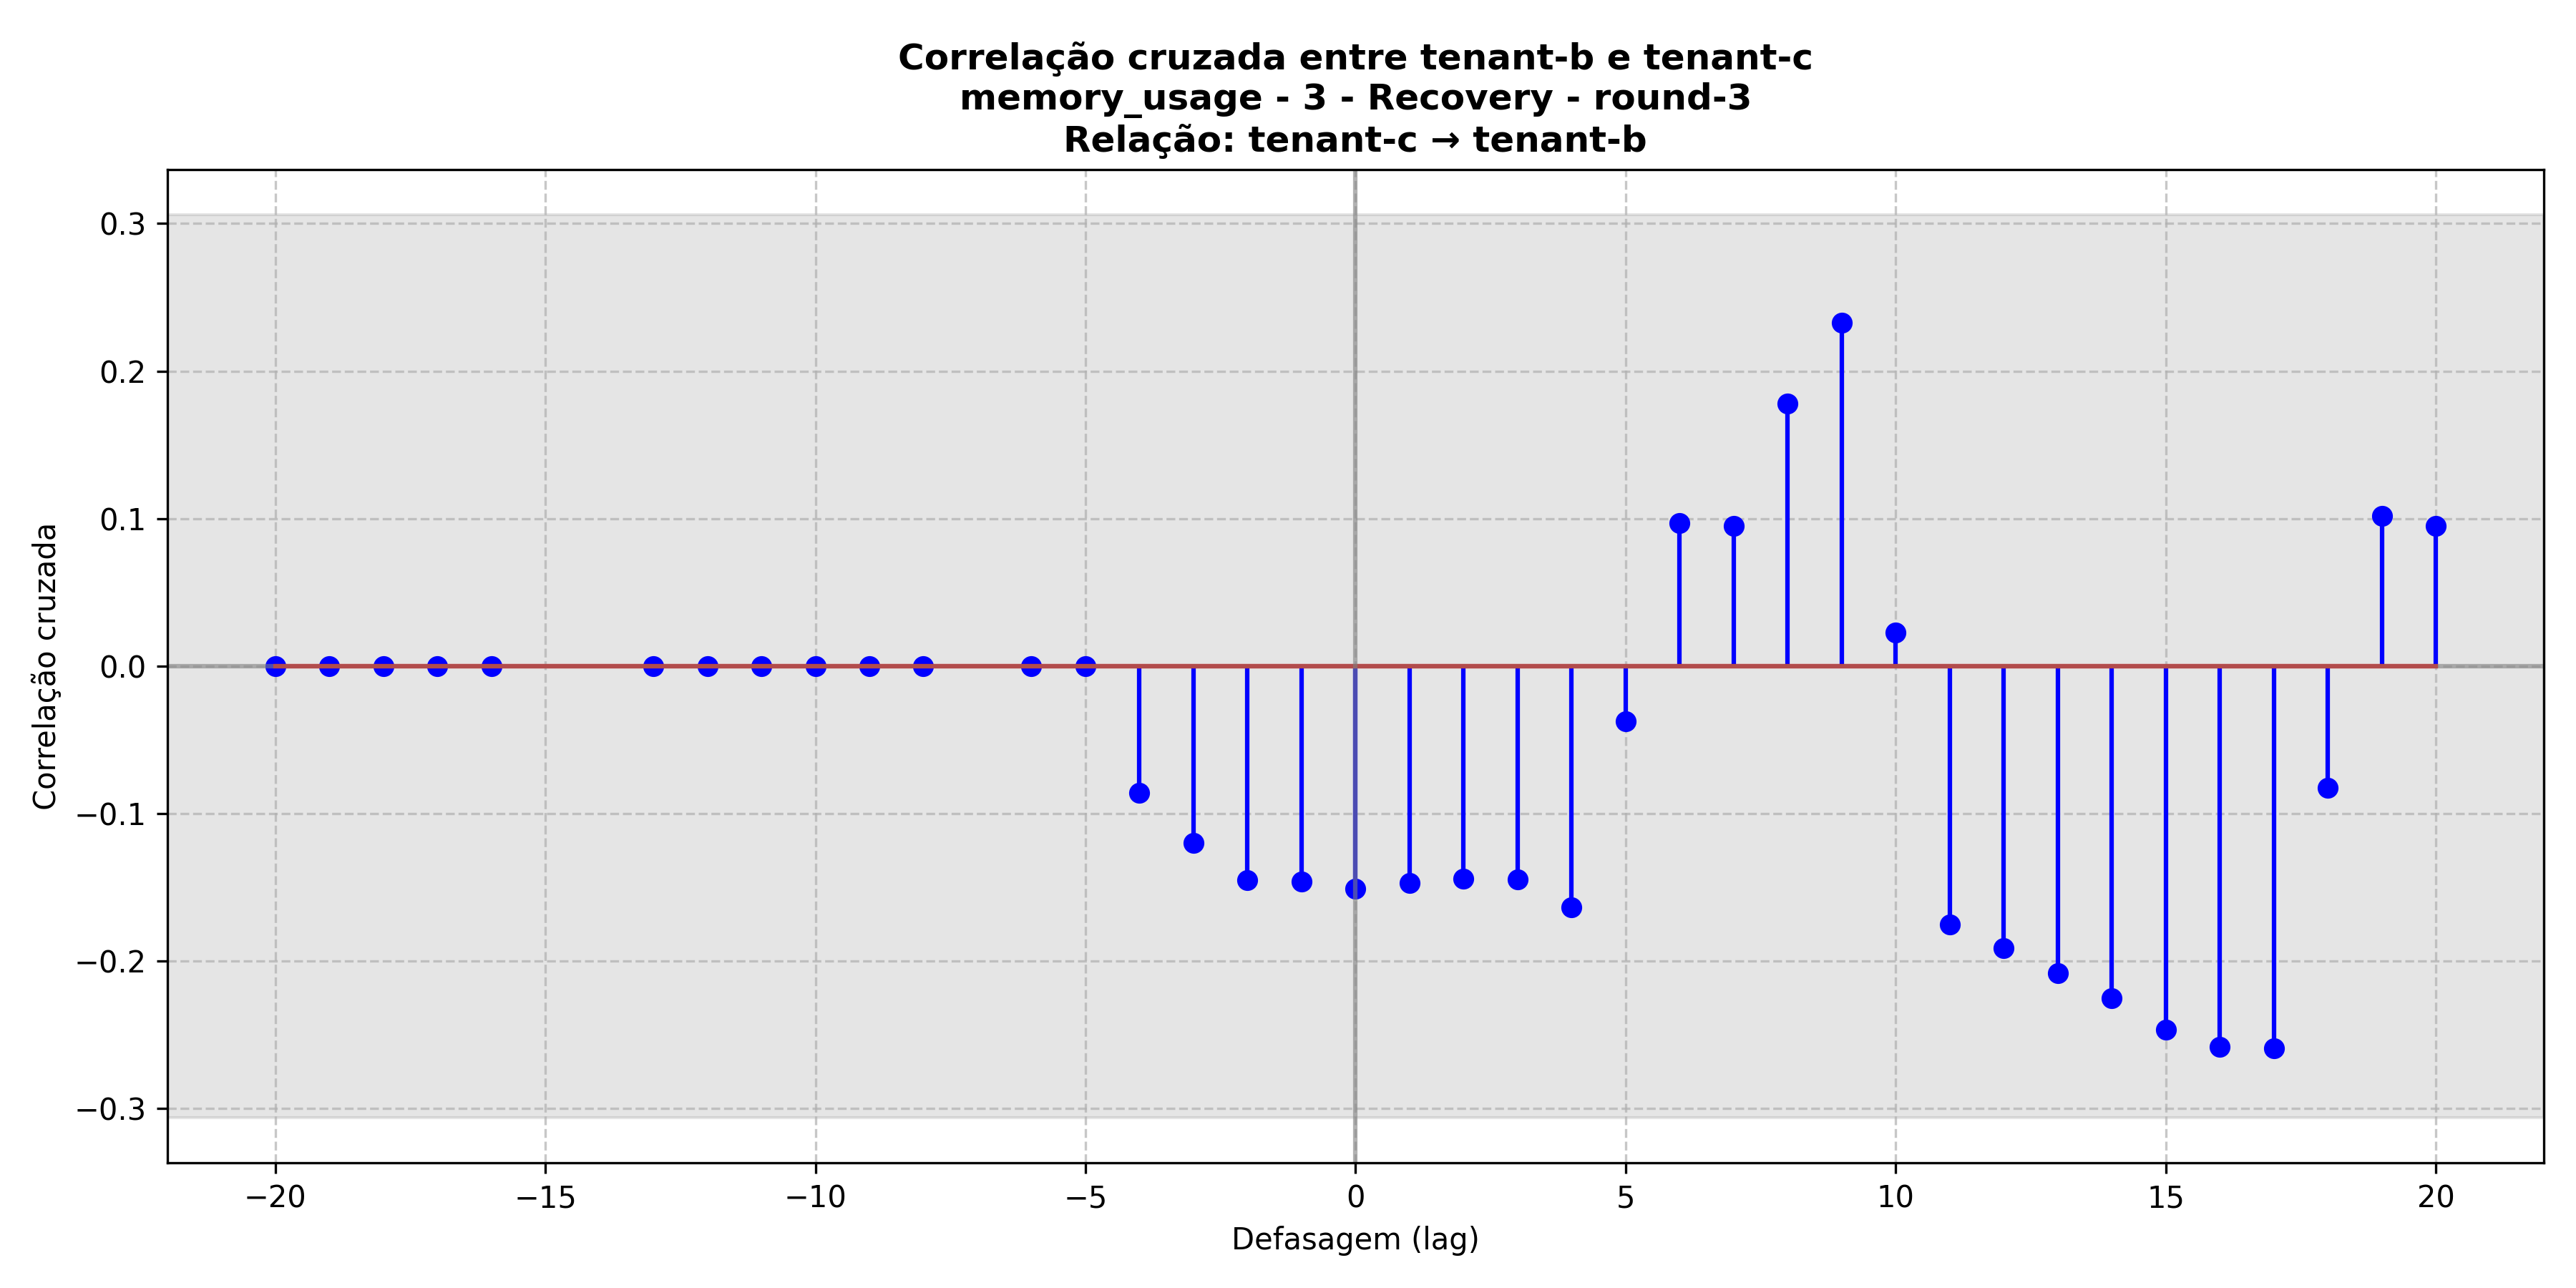 Correlação cruzada entre tenant-b e tenant-c
memory_usage - 3 - Recovery - round-3
Relação: tenant-c → tenant-b
Correlação cruzada
0.3
0.2
0.1
0.0
−0.1
−0.2
−0.3
−20 −15 −10 −5 0 5 10 15 20
Defasagem (lag)